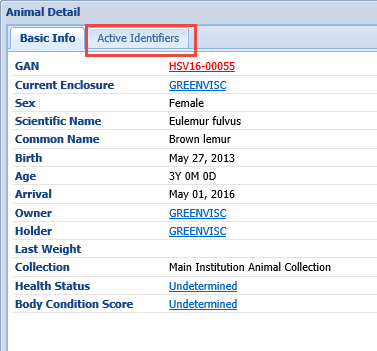 Animal Detail
Basic Info Active Identifiers
GAN HSV16-00055
Current Enclosure GREENVISC
Sex Female
Scientific Name Eulemur fulvus
Common Name Brown lemur
Birth May 27, 2013
Age 3Y 0M 0D
Arrival May 01, 2016
Owner GREENVISC
Holder GREENVISC
Last Weight
Collection Main Institution Animal Collection
Health Status Undetermined
Body Condition Score Undetermined